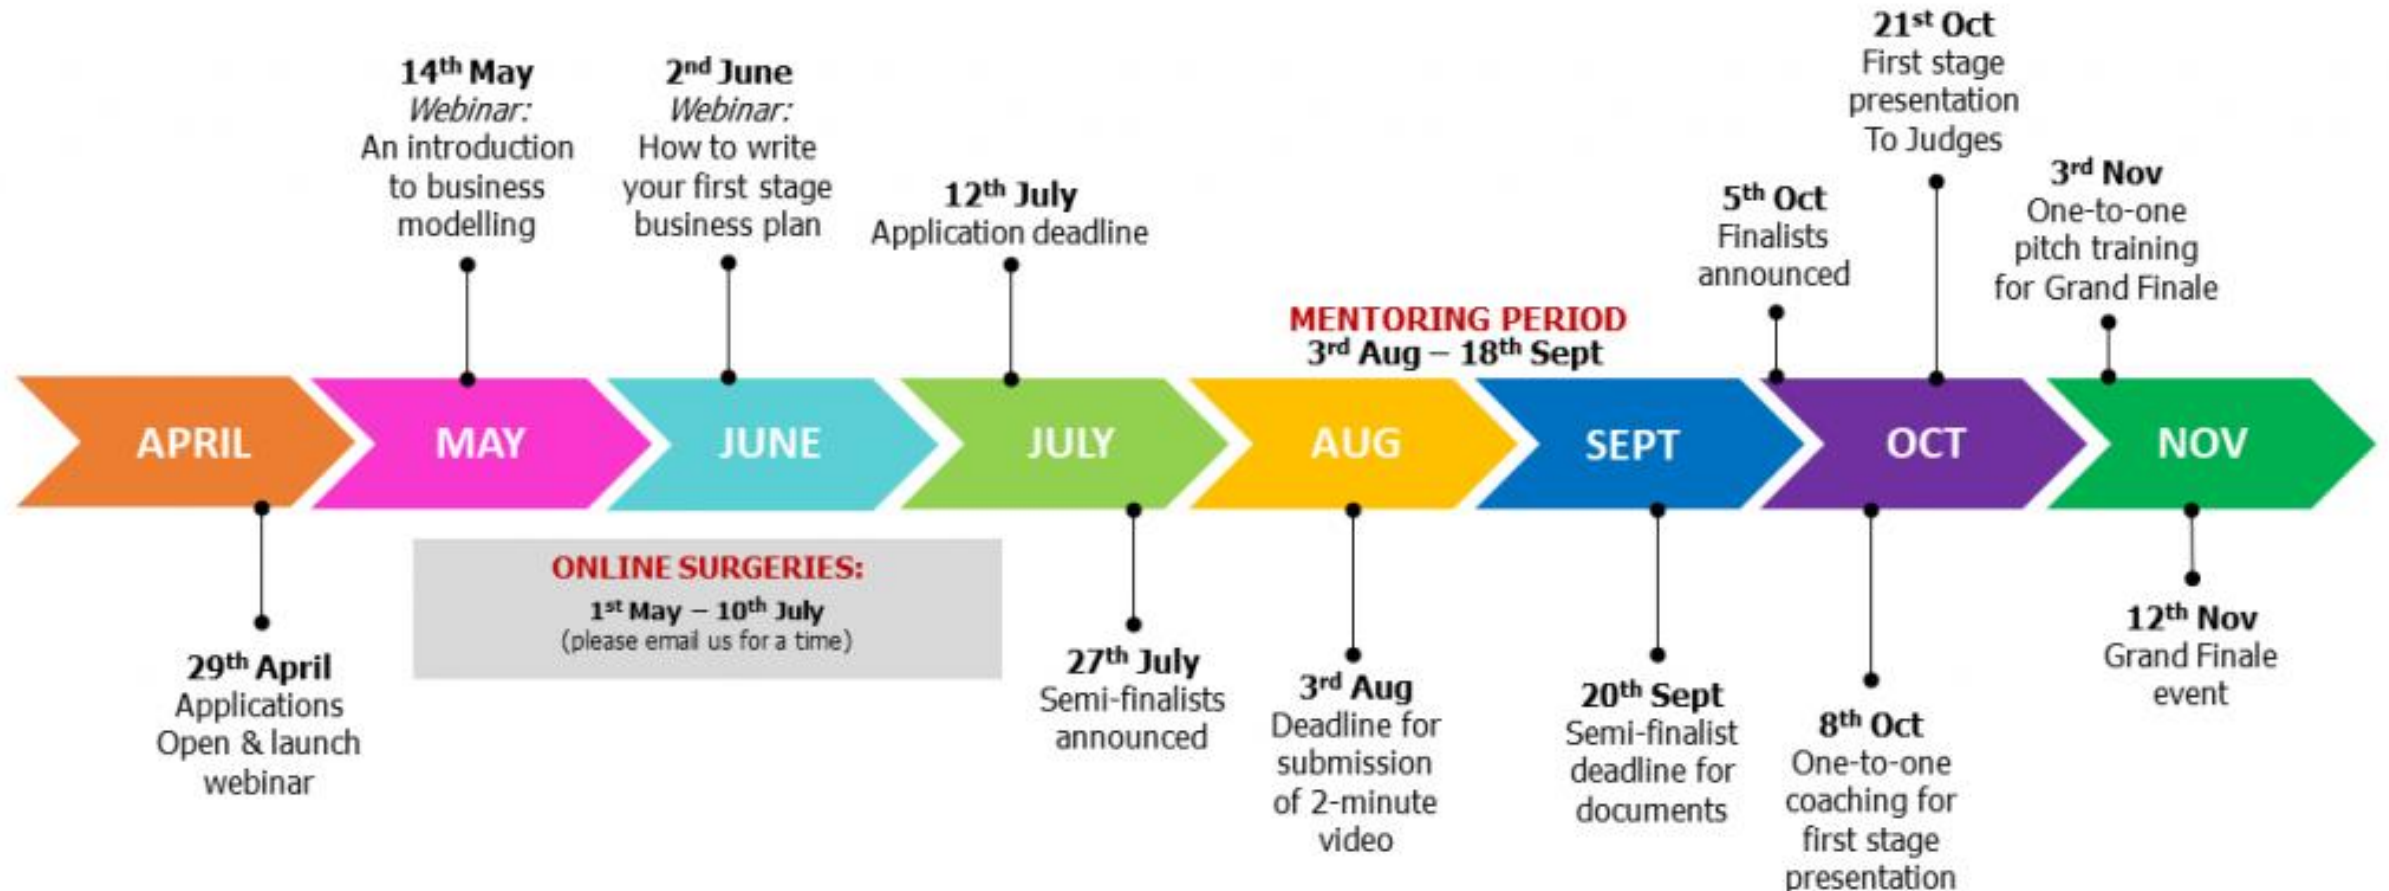 14th May
Webinar:
An introduction
to business
modelling
2nd June
Webinar:
How to write
your first stage
business plan
12th July
Application deadline
MENTORING PERIOD
3rd Aug – 18th Sept
5th Oct
Finalists
announced
21st Oct
First stage
presentation
To Judges
3rd Nov
One-to-one
pitch training
for Grand Finale
APRIL
MAY
JUNE
JULY
AUG
SEPT
OCT
NOV
29th April
Applications
Open & launch
webinar
ONLINE SURGERIES:
1st May – 10th July
(please email us for a time)
27th July
Semi-finalists
announced
3rd Aug
Deadline for
submission
of 2-minute
video
20th Sept
Semi-finalist
deadline for
documents
8th Oct
One-to-one
coaching for
first stage
presentation
12th Nov
Grand Finale
event